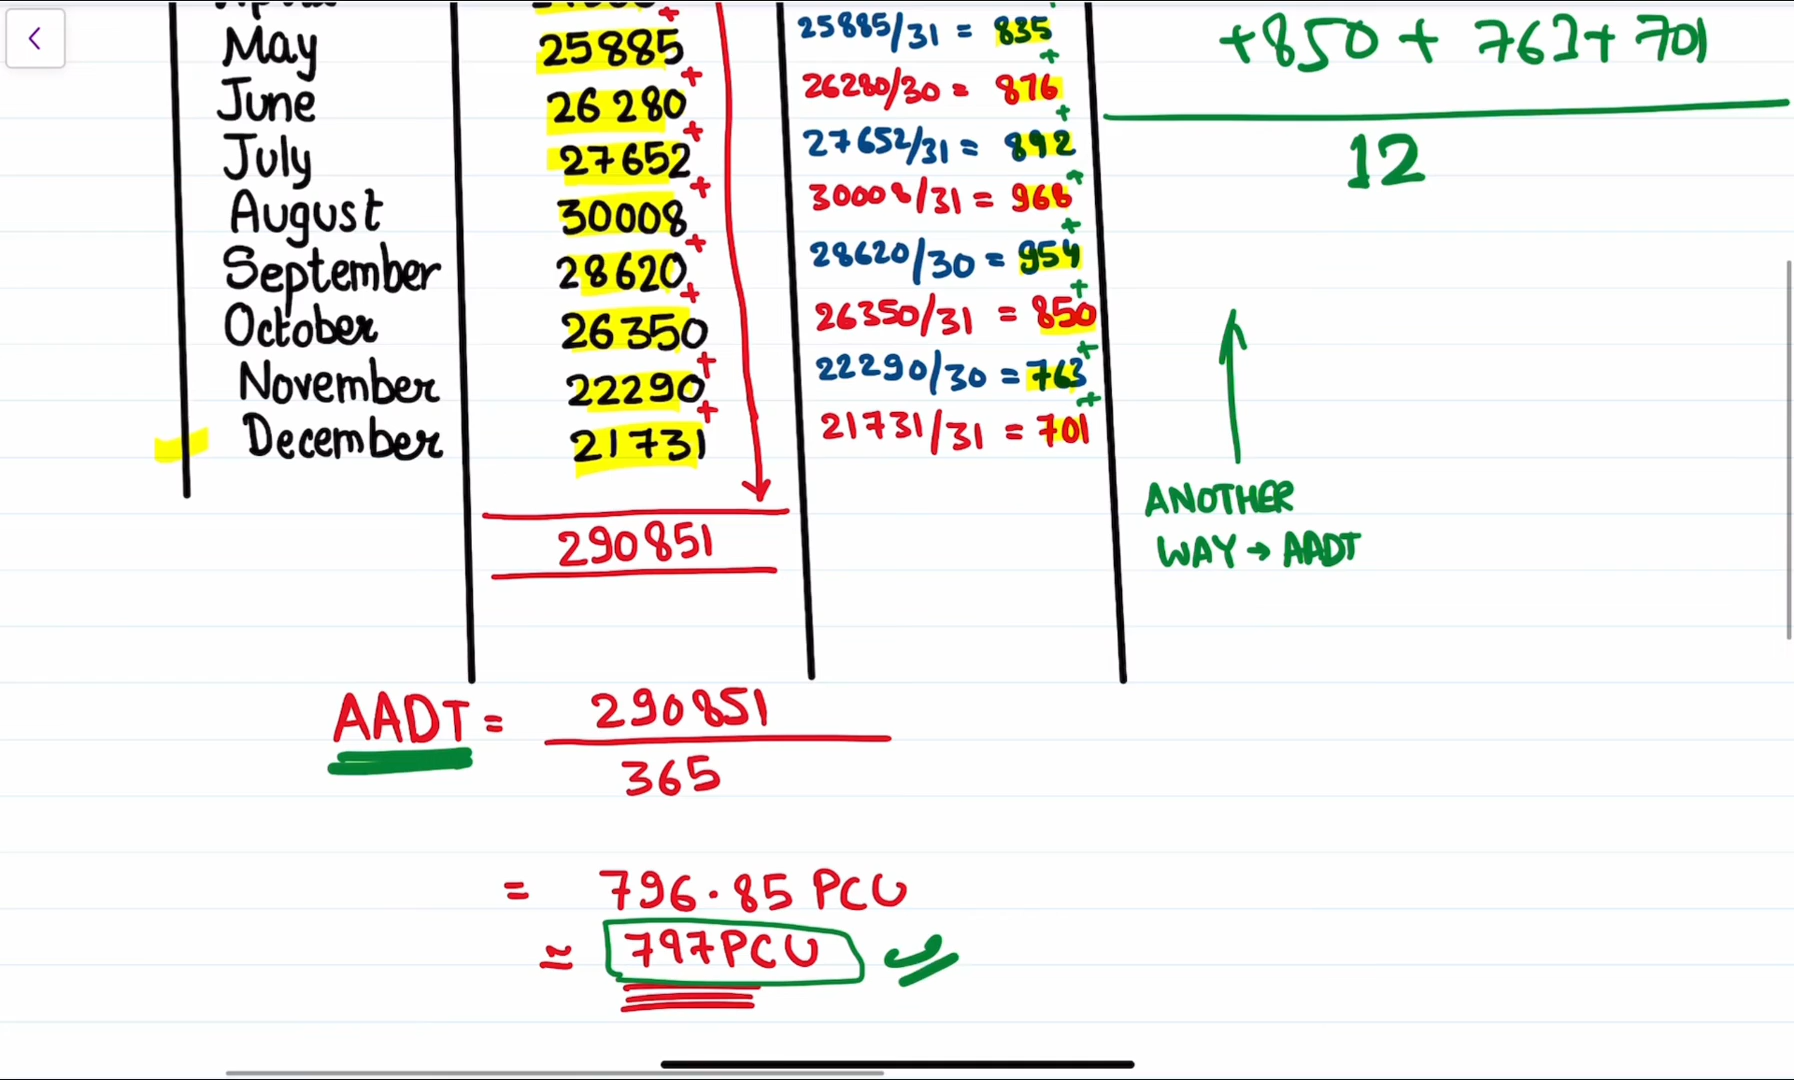 May 25885 25885/31 = 835
June 26280 26280/30 = 876
July 27652 27652/31 = 892
August 30008 30008/31 = 968
September 28620 28620/30 = 954
October 26350 26350/31 = 850
November 22290 22290/30 = 763
December 21731 21731/31 = 701
290851
+850 + 763+ 701
12
ANOTHER
WAY → AADT
AADT = 290851
365
= 796.85 PCU
≈ 797PCU